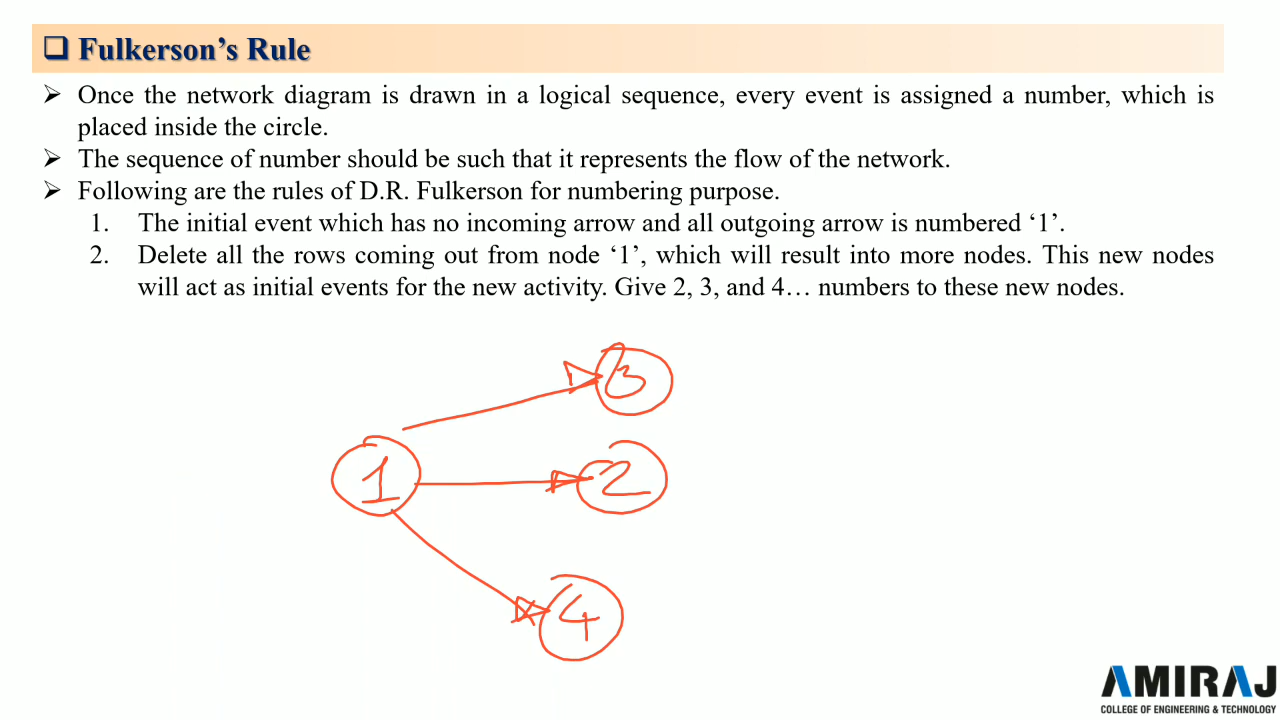 Fulkerson’s Rule
Once the network diagram is drawn in a logical sequence, every event is assigned a number, which is
placed inside the circle.
The sequence of number should be such that it represents the flow of the network.
Following are the rules of D.R. Fulkerson for numbering purpose.
1. The initial event which has no incoming arrow and all outgoing arrow is numbered ‘1’.
2. Delete all the rows coming out from node ‘1’, which will result into more nodes. This new nodes
will act as initial events for the new activity. Give 2, 3, and 4… numbers to these new nodes.
3
1
2
4
AMIRAJ
COLLEGE OF ENGINEERING & TECHNOLOGY